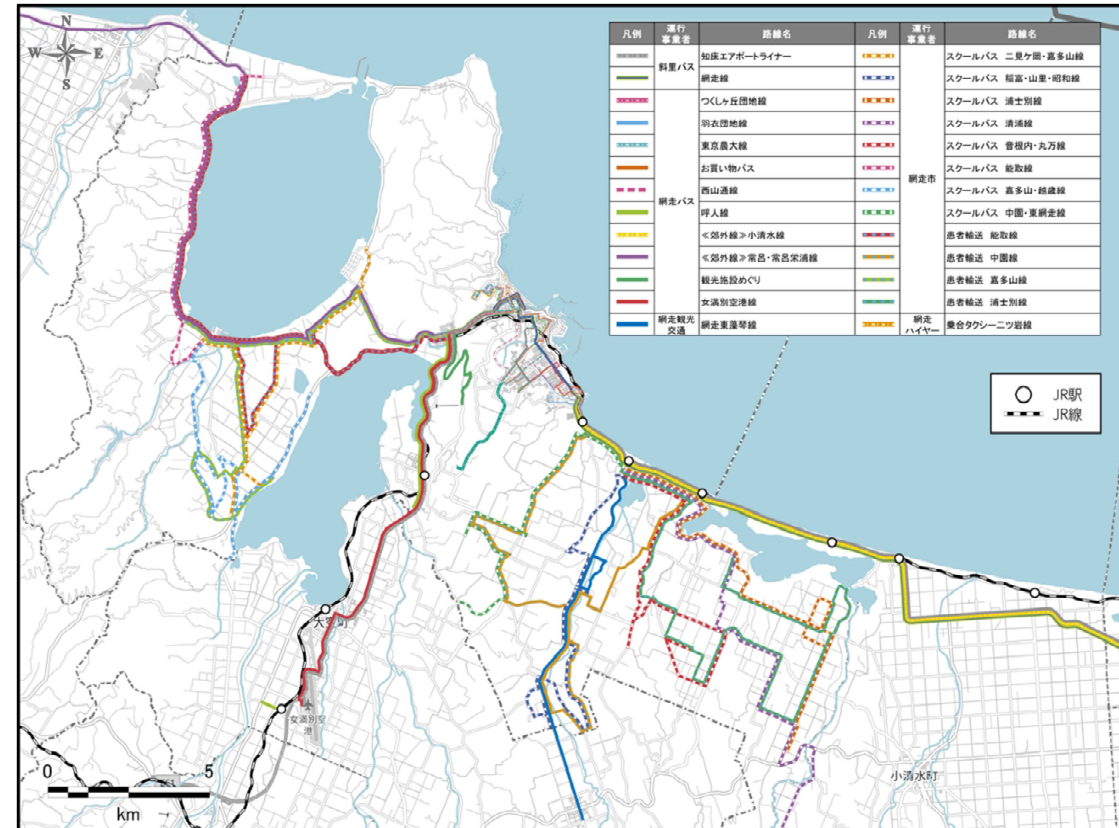 N
W E
S
凡例 運行事業者 路線名 凡例 運行事業者 路線名
斜里バス 知床エアポートライナー
網走線
網走バス つくしヶ丘団地線
羽衣団地線
東京農大線
お買い物バス
西山通線
呼人線
≪郊外線≫小清水線
≪郊外線≫常呂・常呂栄浦線
観光施設めぐり
女満別空港線
網走観光交通 網走東藻琴線
網走市 スクールバス 二見ケ岡・嘉多山線
スクールバス 稲富・山里・昭和線
スクールバス 浦士別線
スクールバス 清浦線
スクールバス 音根内・丸万線
スクールバス 能取線
スクールバス 嘉多山・越歳線
スクールバス 中園・東網走線
患者輸送 能取線
患者輸送 中園線
患者輸送 嘉多山線
患者輸送 浦士別線
網走ハイヤー 乗合タクシー二ツ岩線
JR駅
JR線
女満別空
港
小清水町
0 5
km